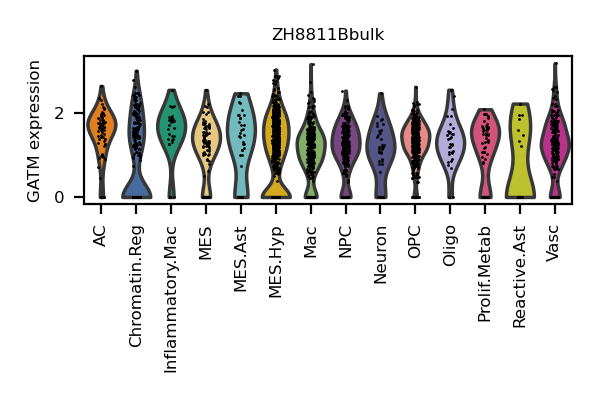 ZH8811Bbulk
GATM expression
2
0
AC
Chromatin.Reg
Inflammatory.Mac
MES
MES.Ast
MES.Hyp
Mac
NPC
Neuron
OPC
Oligo
Prolif.Metab
Reactive.Ast
Vasc